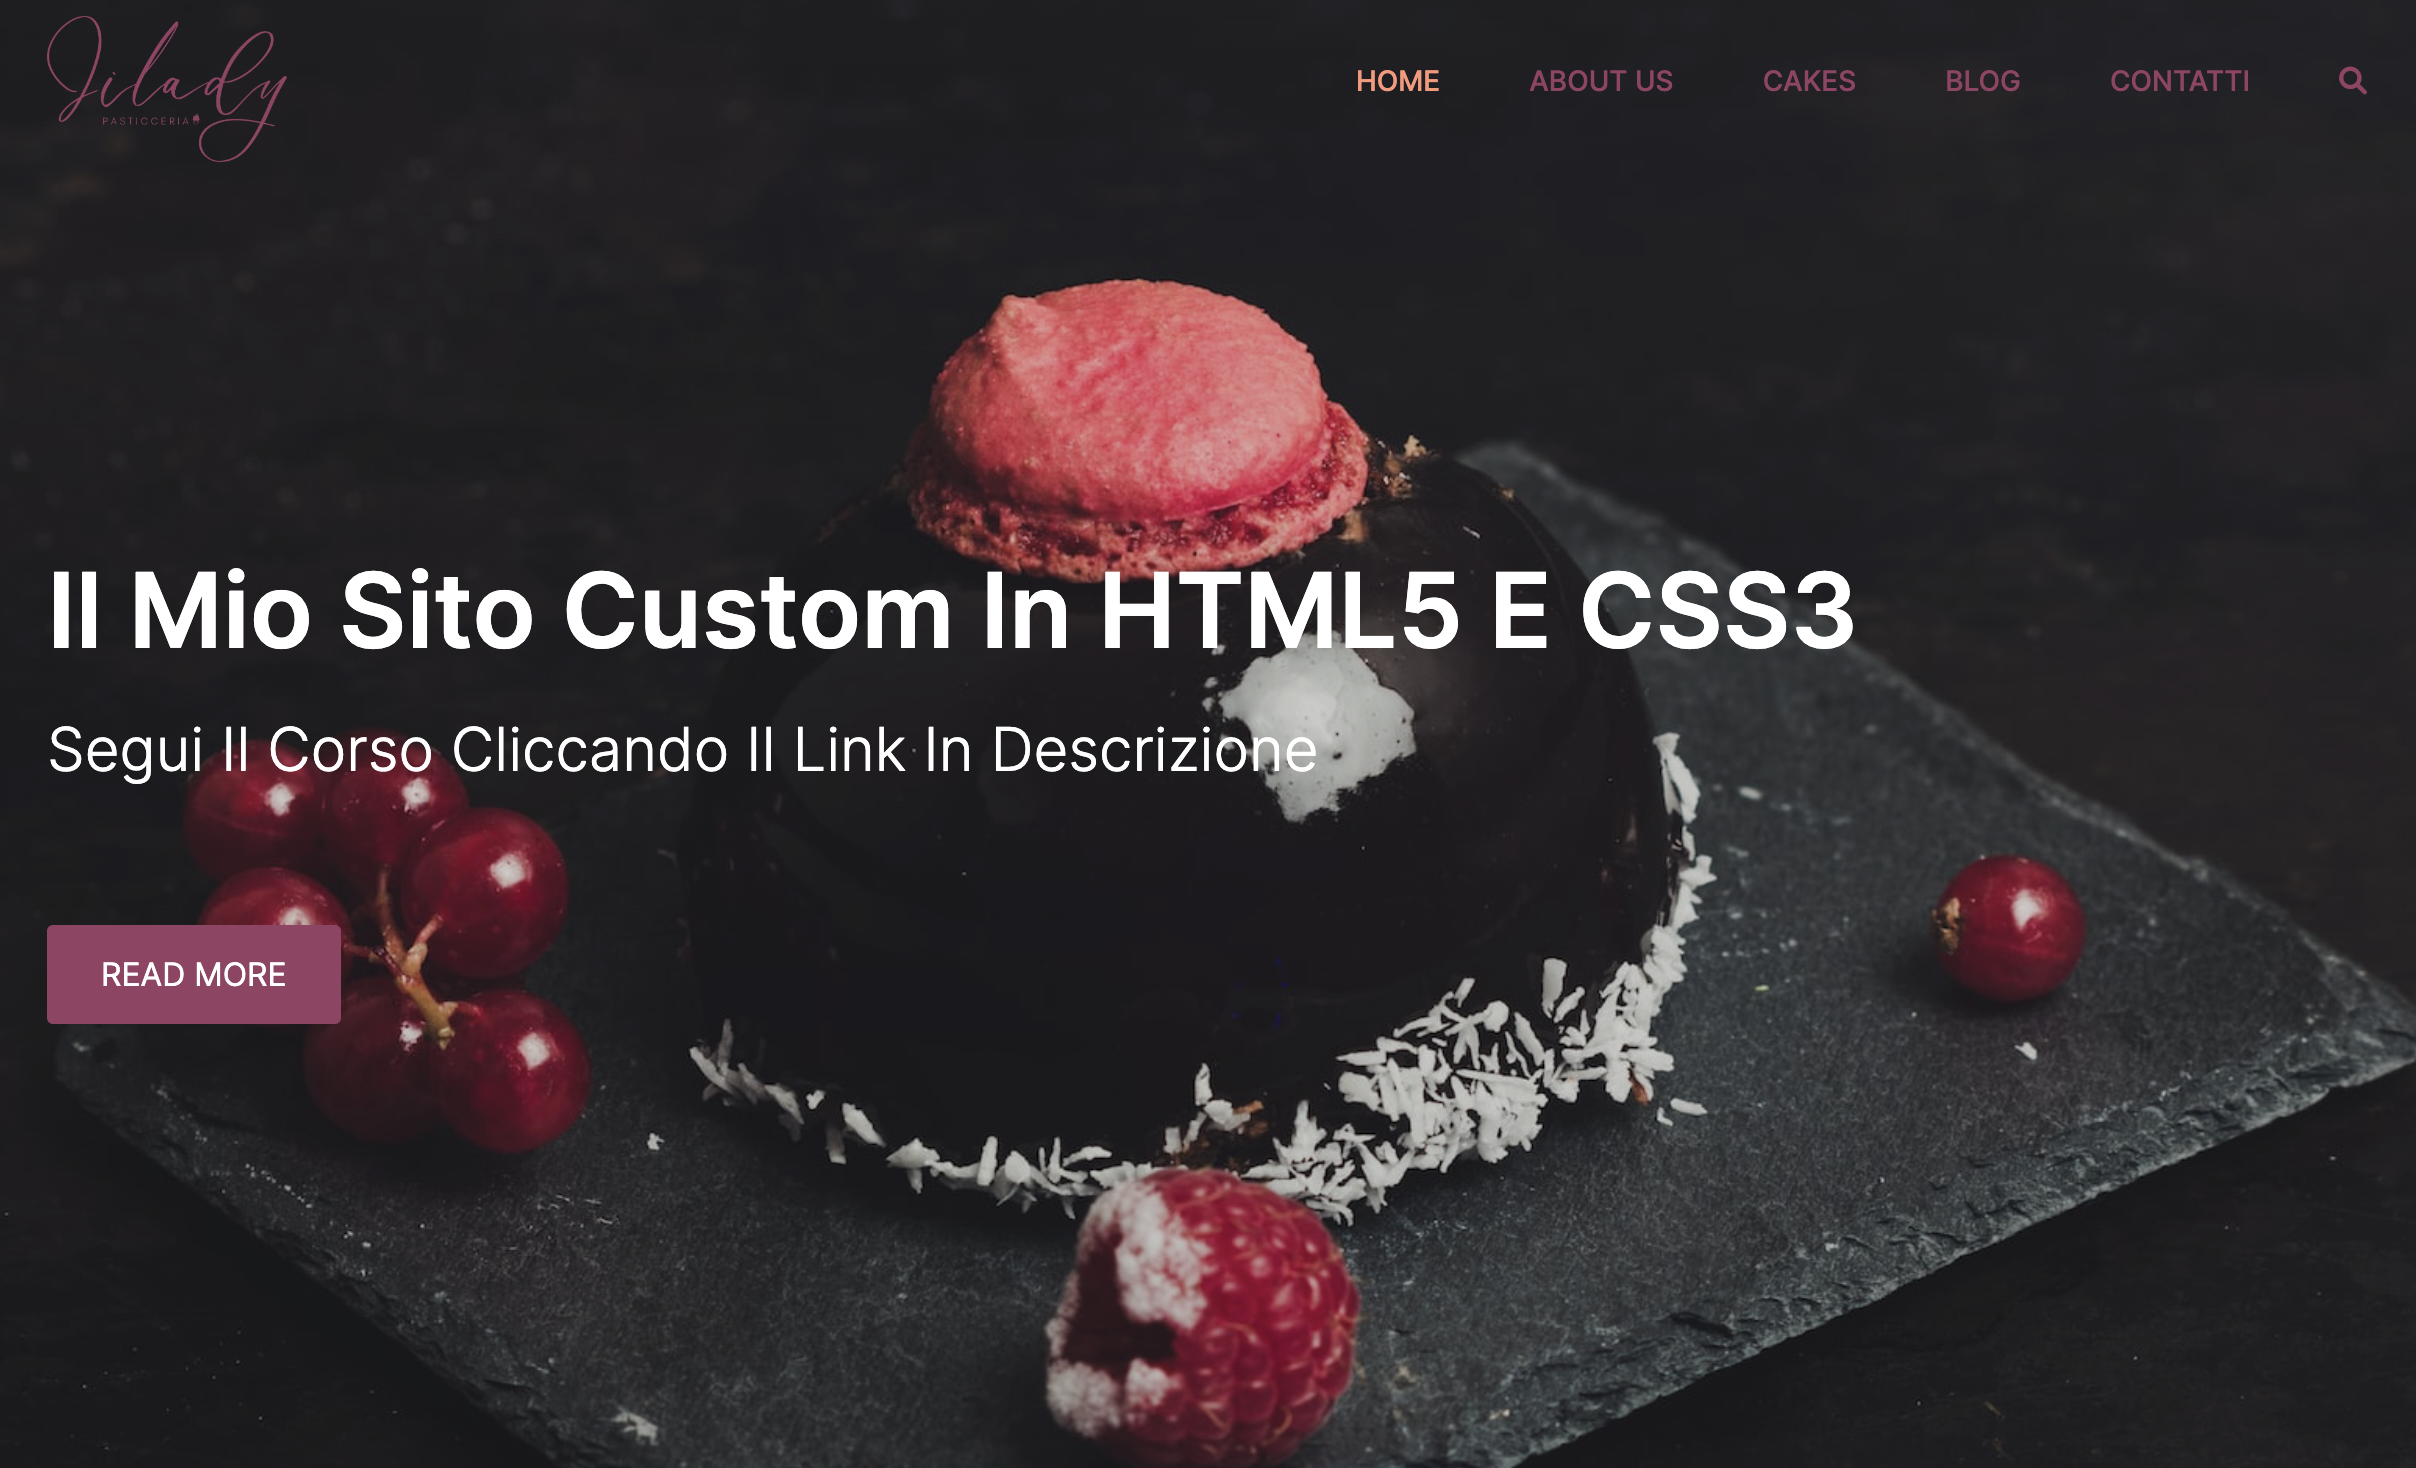 Jilady
PASTICCERIA
HOME ABOUT US CAKES BLOG CONTATTI
Il Mio Sito Custom In HTML5 E CSS3
Segui Il Corso Cliccando Il Link In Descrizione
READ MORE